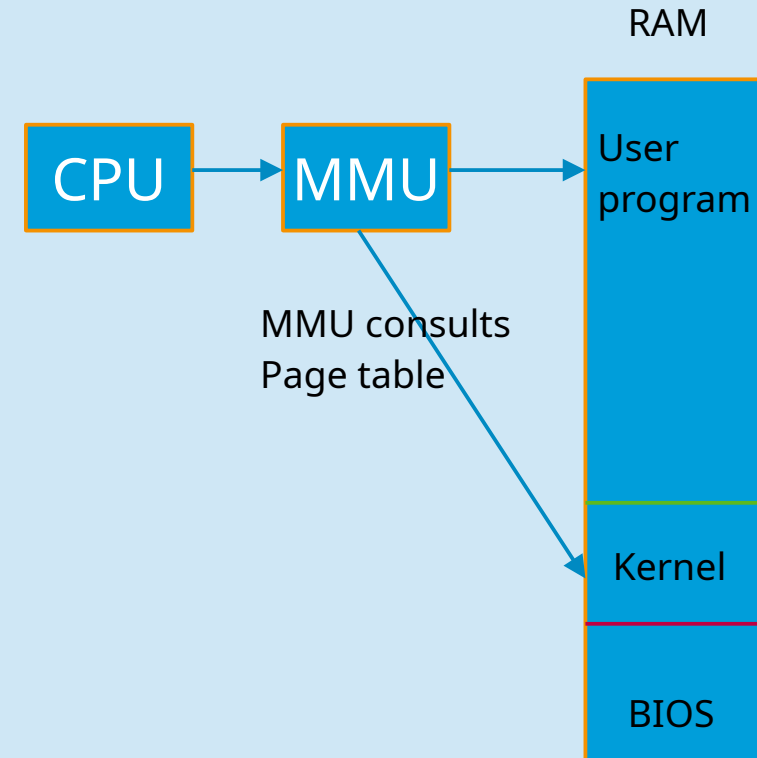 RAM
CPU
MMU
User
program
MMU consults
Page table
Kernel
BIOS